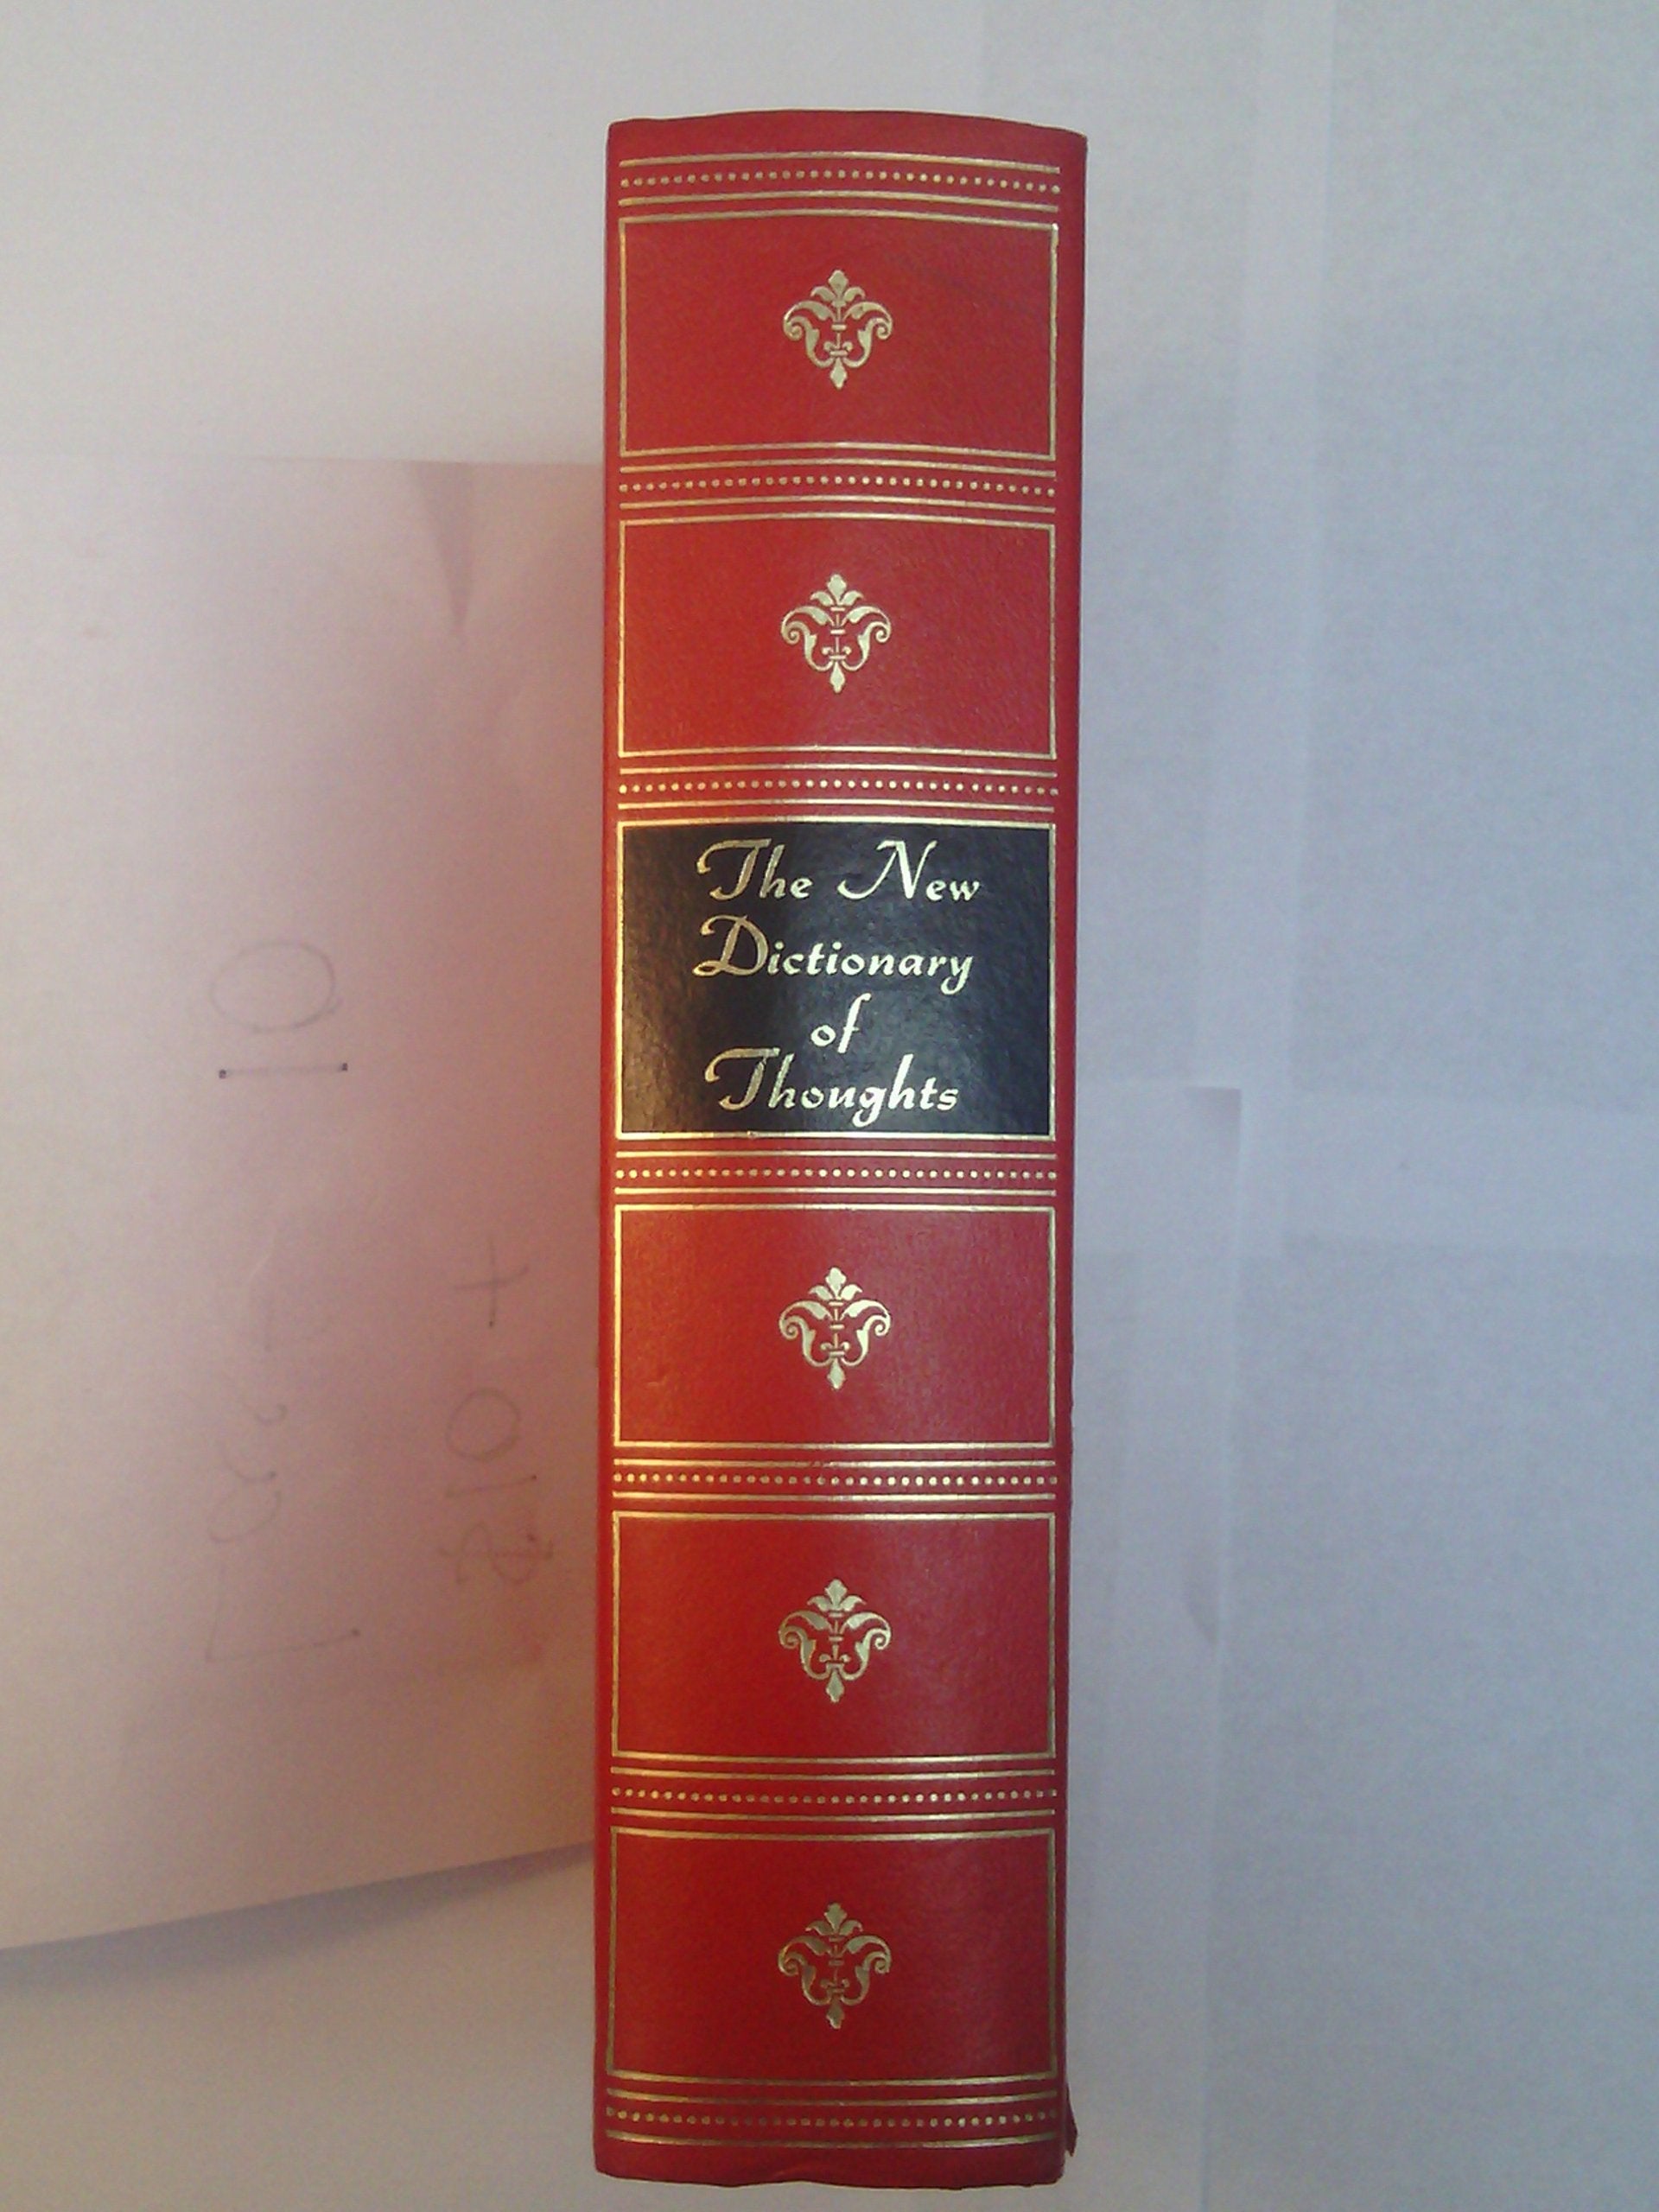 The New
Dictionary
of
Thoughts